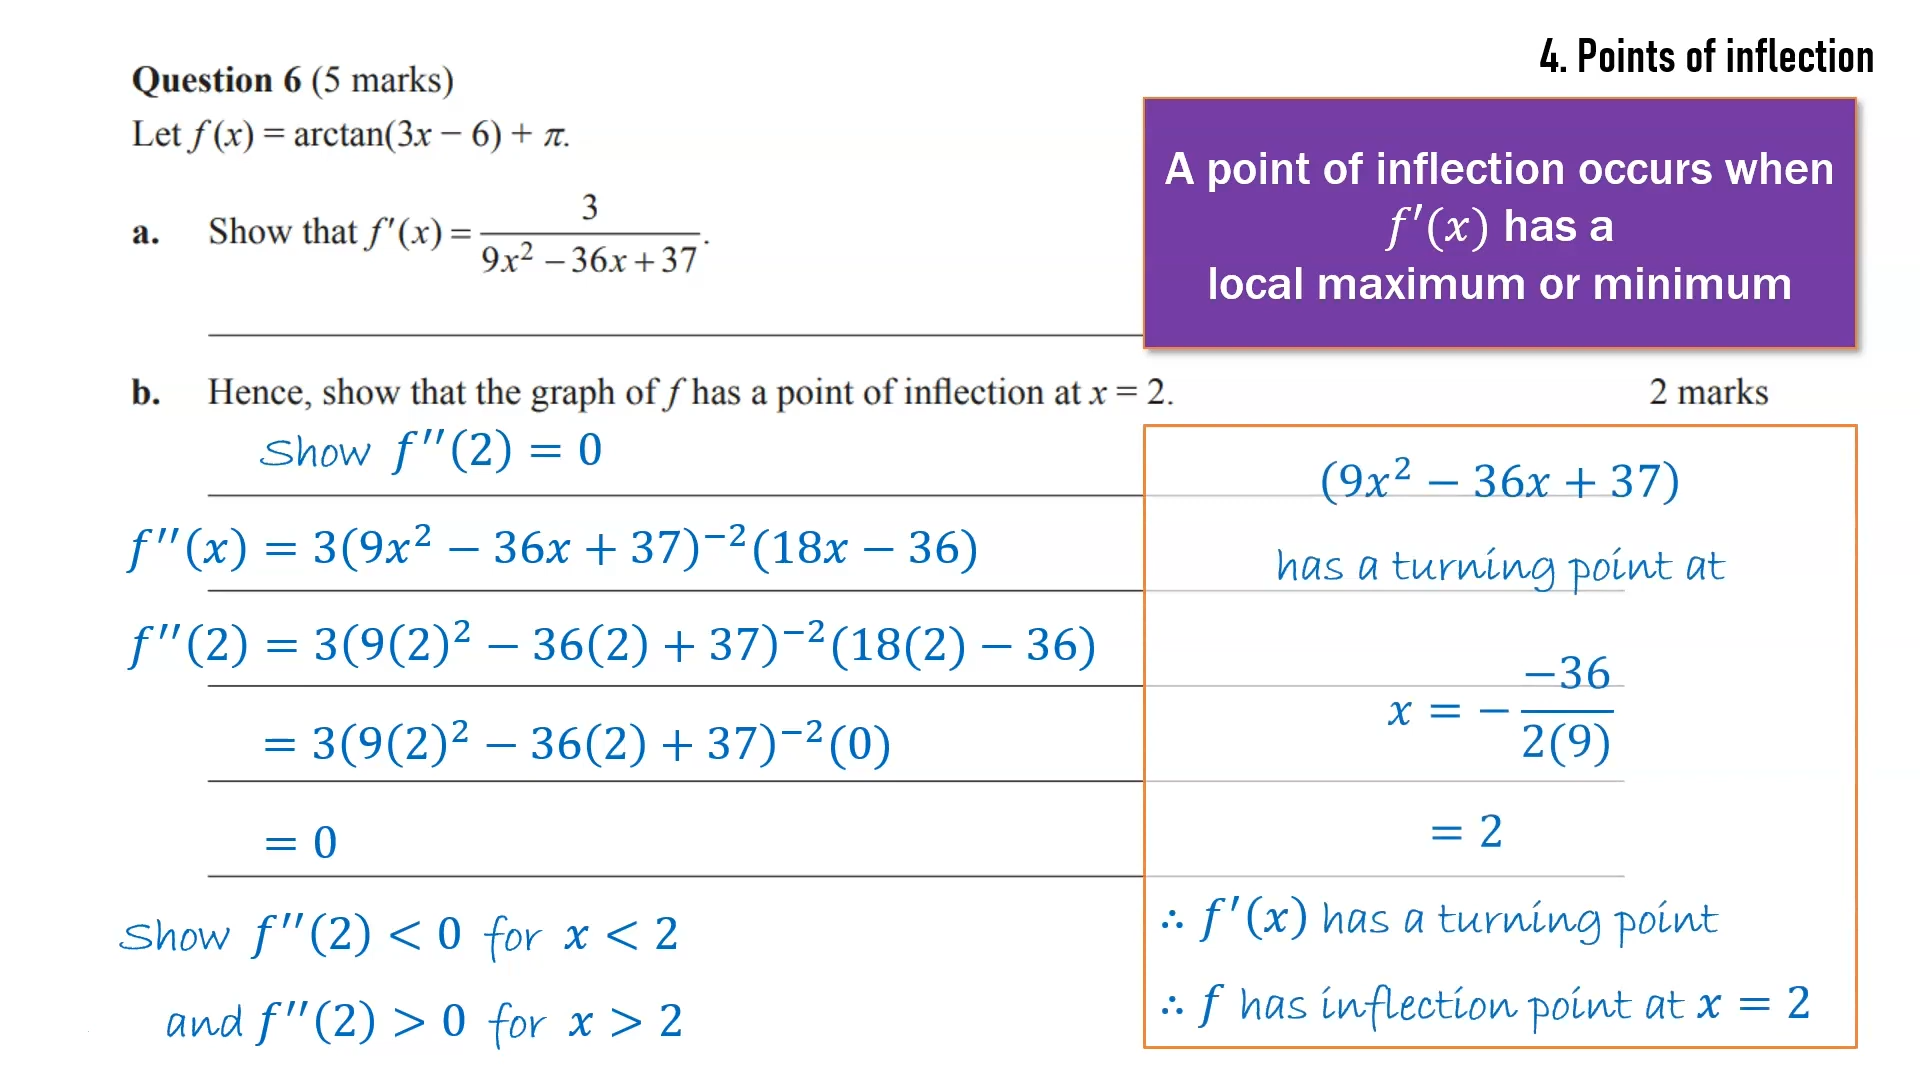 4. Points of inflection
Question 6 (5 marks)
Let f(x) = arctan(3x − 6) + π.
a. Show that f′(x) = 3 / (9x² − 36x + 37).
A point of inflection occurs when
f′(x) has a
local maximum or minimum
b. Hence, show that the graph of f has a point of inflection at x = 2. 2 marks
Show f′′(2) = 0
f′′(x) = 3(9x² − 36x + 37)⁻²(18x − 36)
f′′(2) = 3(9(2)² − 36(2) + 37)⁻²(18(2) − 36)
= 3(9(2)² − 36(2) + 37)⁻²(0)
= 0
Show f′′(2) < 0 for x < 2
and f′′(2) > 0 for x > 2
(9x² − 36x + 37)
has a turning point at
x = − −36 / 2(9)
= 2
∴ f′(x) has a turning point
∴ f has inflection point at x = 2